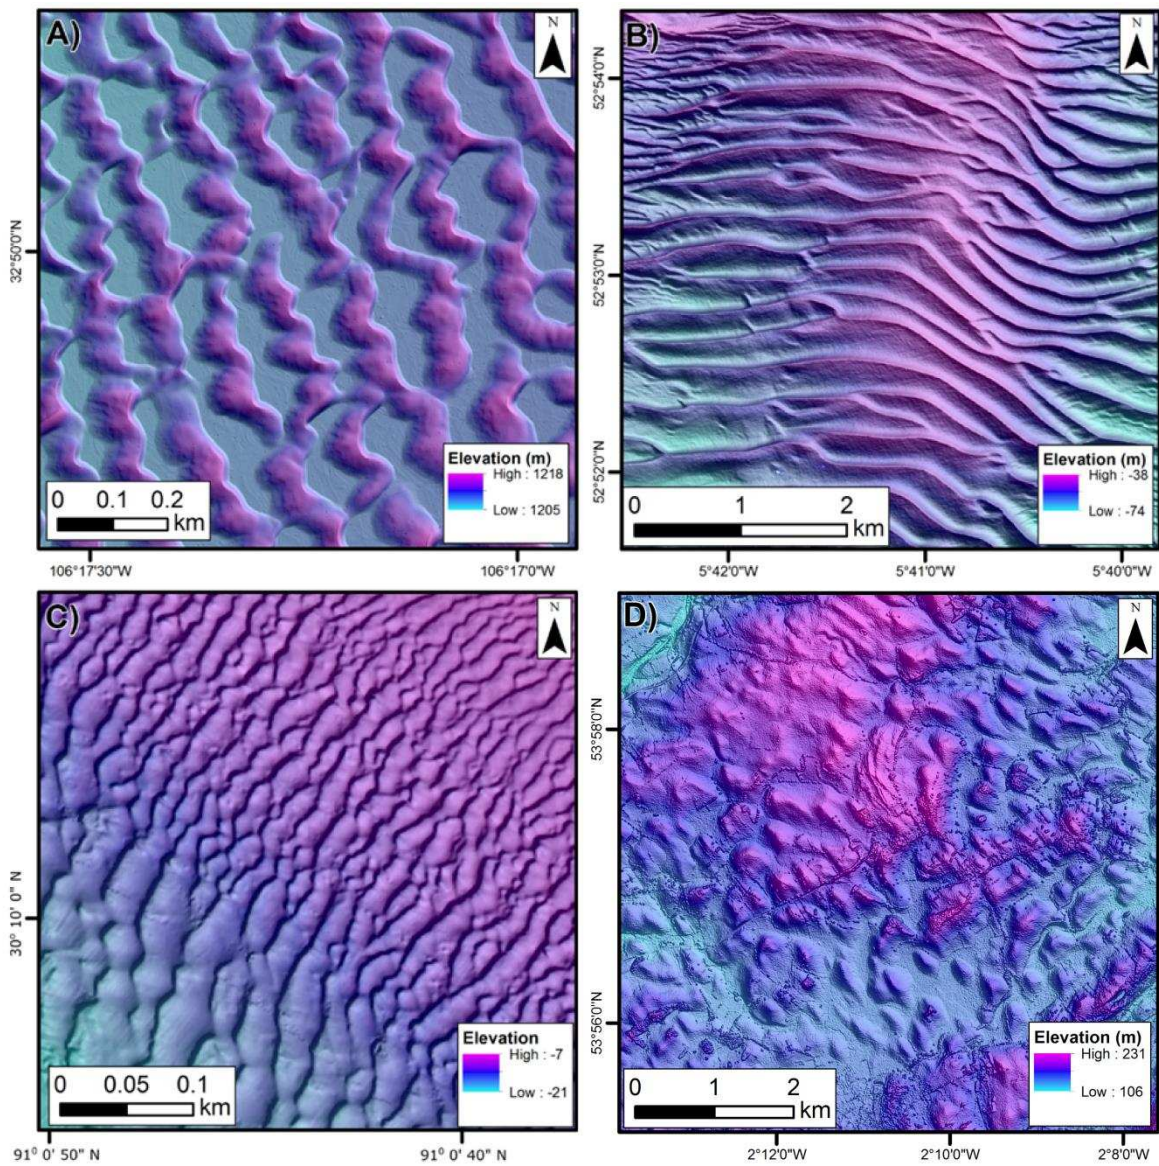 A)
N
32°50'0"N
0 0.1 0.2
km
Elevation (m)
High : 1218
Low : 1205
106°17'30"W 106°17'0"W
B)
N
52°54'0"N
52°53'0"N
52°52'0"N
0 1 2
km
Elevation (m)
High : -38
Low : -74
5°42'0"W 5°41'0"W 5°40'0"W
C)
N
30° 10' 0" N
0 0.05 0.1
km
Elevation
High : -7
Low : -21
91° 0' 50" N 91° 0' 40" N
D)
N
53°58'0"N
53°56'0"N
0 1 2
km
Elevation (m)
High : 231
Low : 106
2°12'0"W 2°10'0"W 2°8'0"W